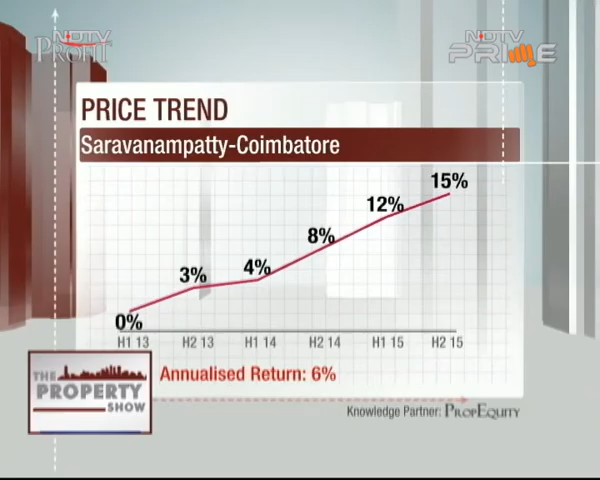 NDTV
PROFIT
NDTV
PRIME
PRICE TREND
Saravanampatty-Coimbatore
0%
3%
4%
8%
12%
15%
H1 13
H2 13
H1 14
H2 14
H1 15
H2 15
THE
PROPERTY
SHOW
Annualised Return: 6%
Knowledge Partner: PROPEQUITY